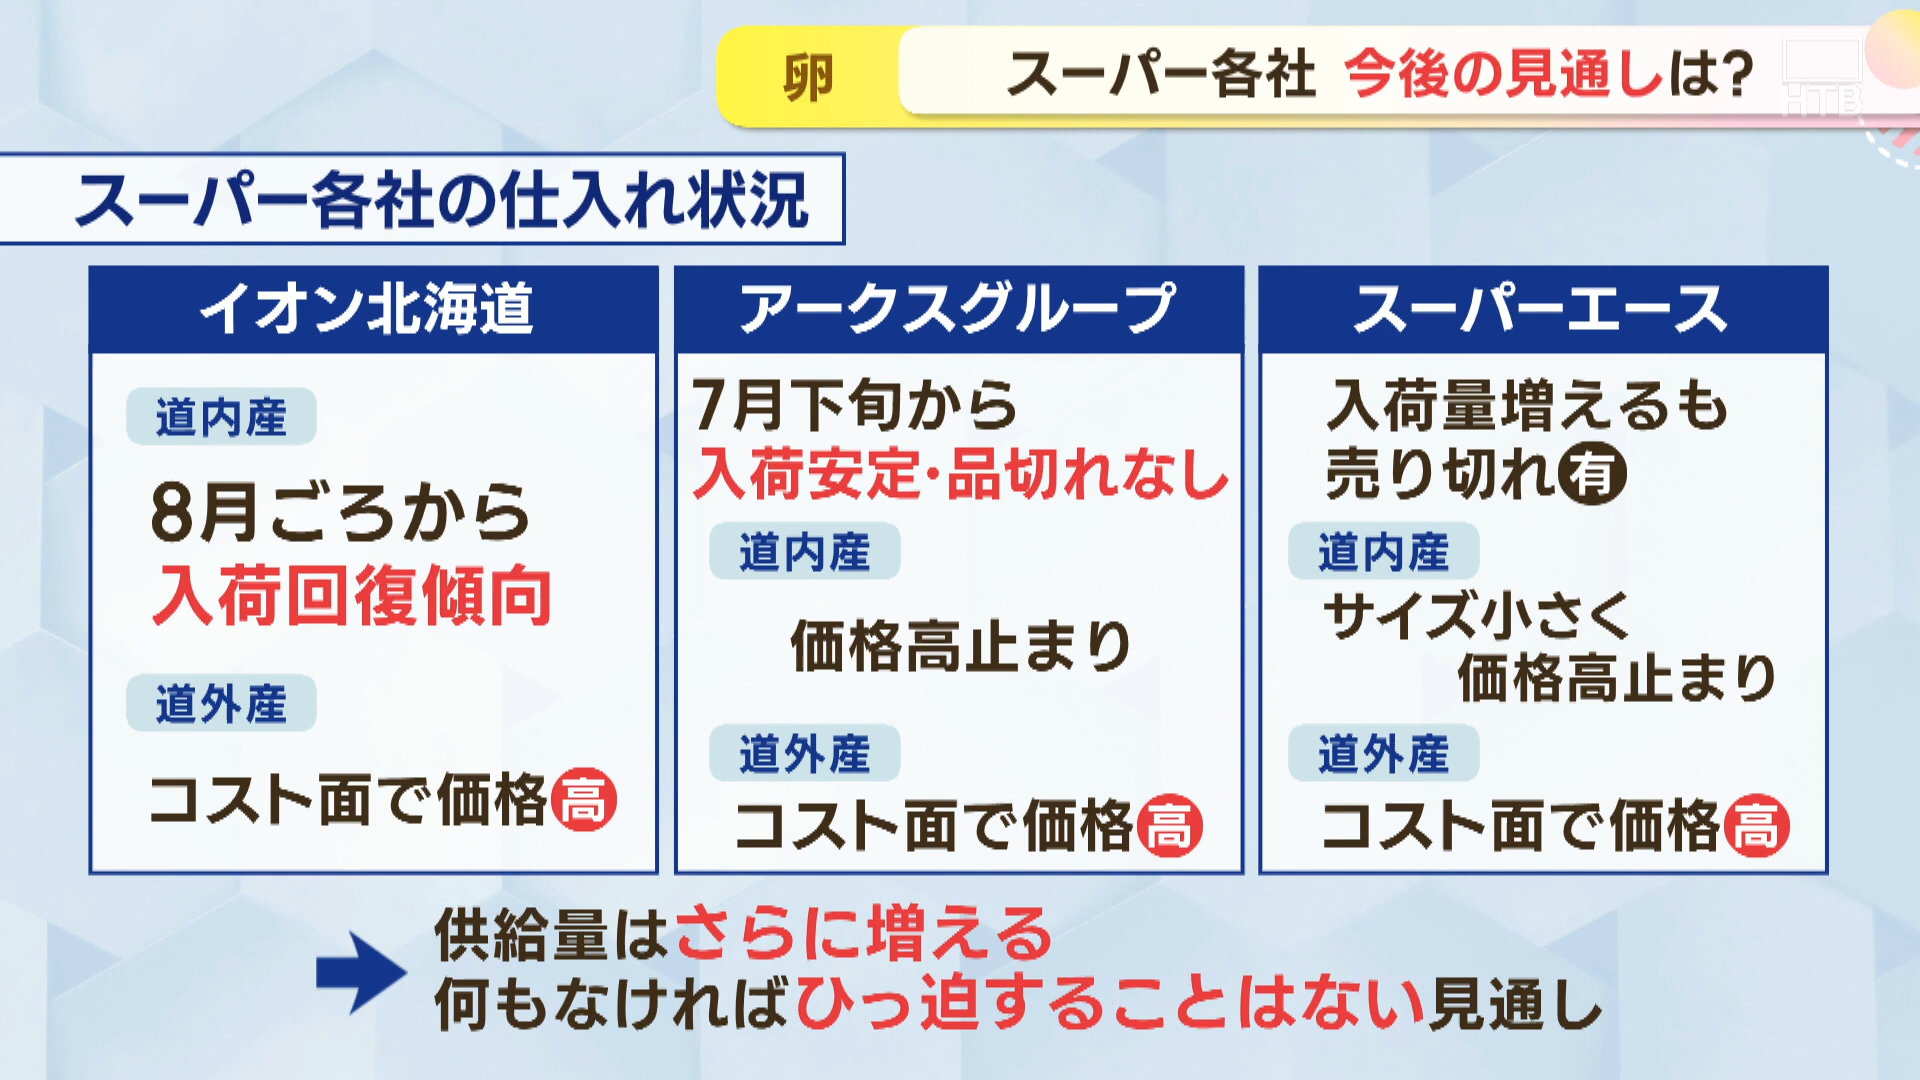 卵
スーパー各社 今後の見通しは?
HTB
スーパー各社の仕入れ状況
イオン北海道
道内産
8月ごろから
入荷回復傾向
道外産
コスト面で価格高
アークスグループ
7月下旬から
入荷安定・品切れなし
道内産
価格高止まり
道外産
コスト面で価格高
スーパーエース
入荷量増えるも
売り切れ有
道内産
サイズ小さく
価格高止まり
道外産
コスト面で価格高
供給量はさらに増える
何もなければひっ迫することはない見通し